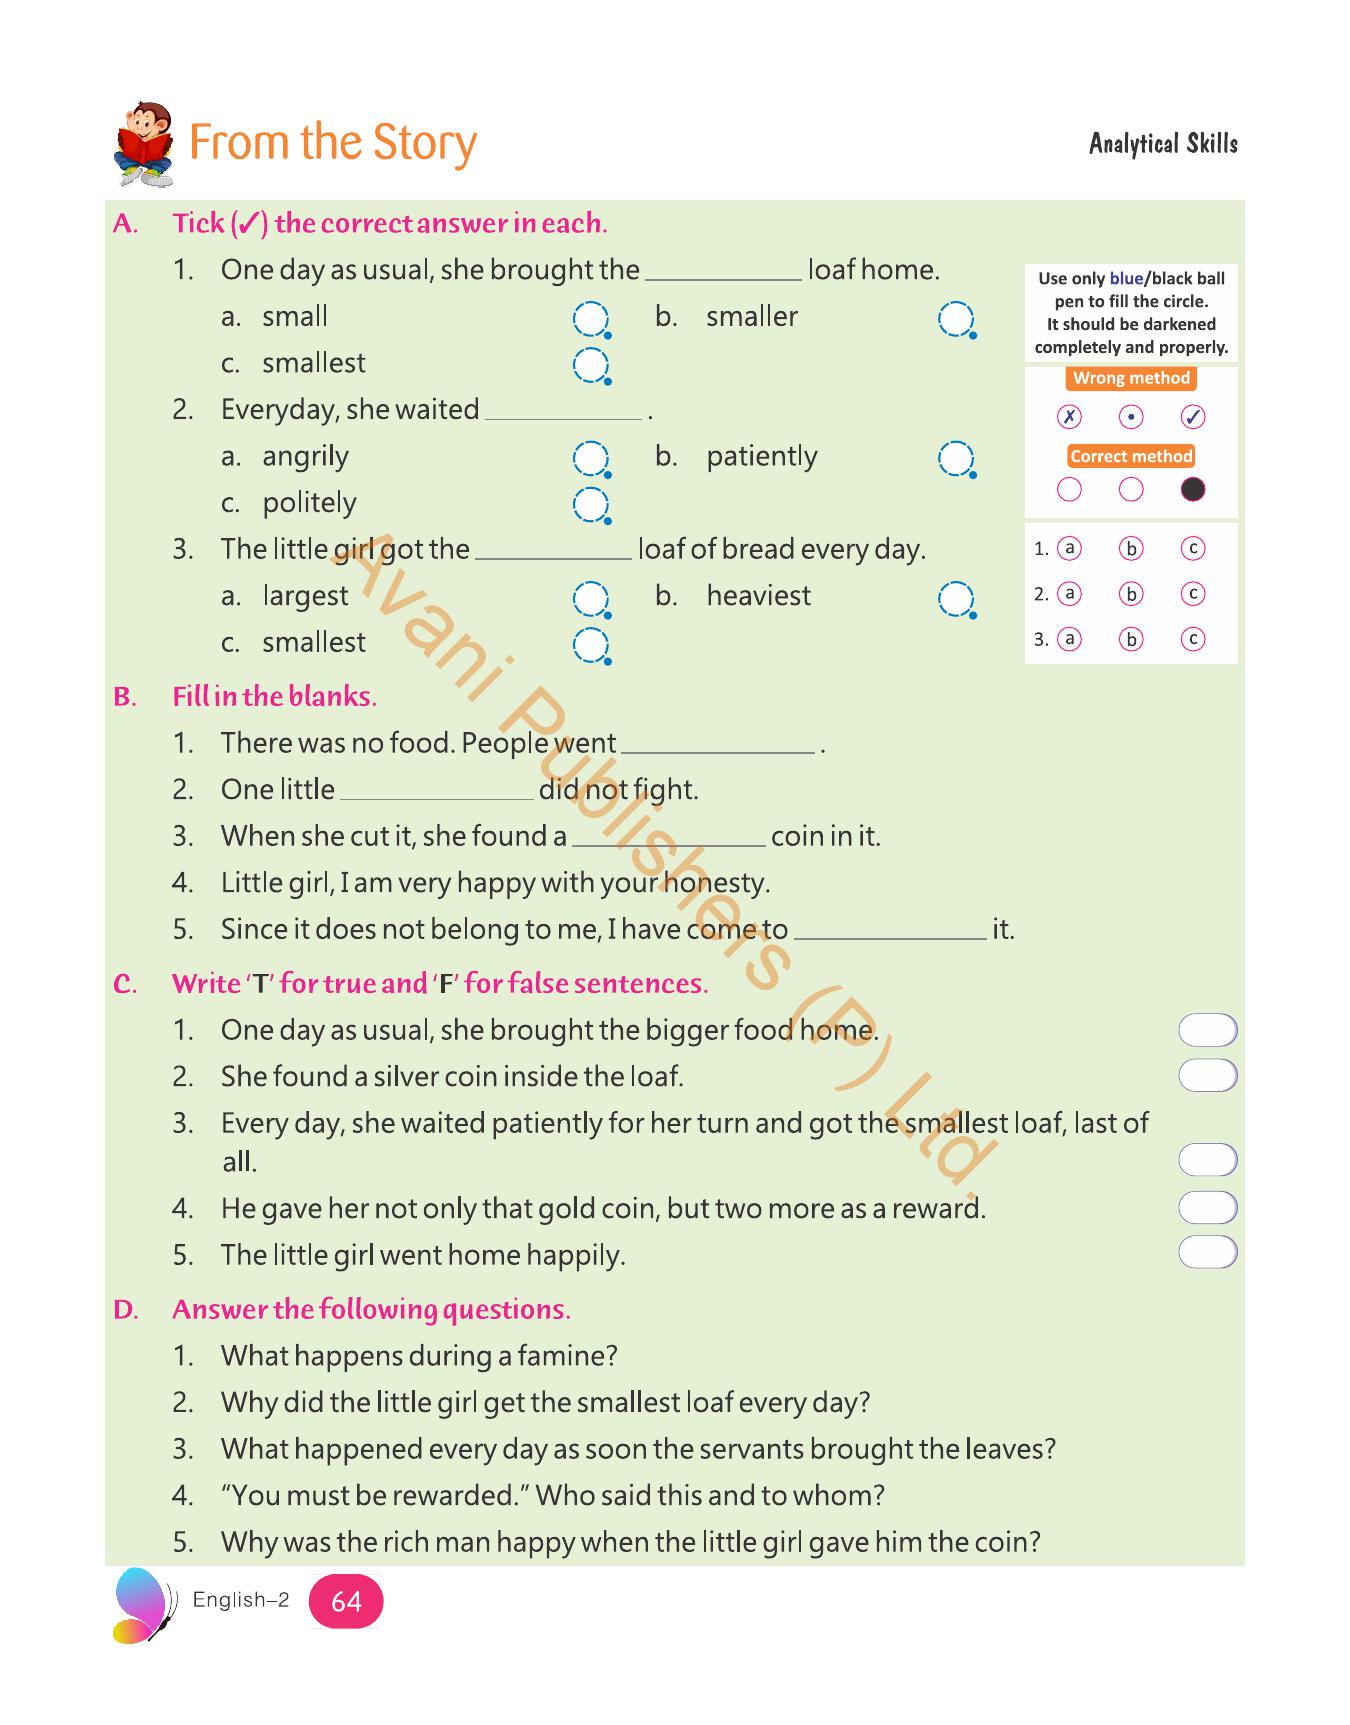 From the Story
Analytical Skills
A. Tick (✓) the correct answer in each.
1. One day as usual, she brought the ____________ loaf home.
a. small b. smaller
c. smallest
2. Everyday, she waited ____________ .
a. angrily b. patiently
c. politely
3. The little girl got the ____________ loaf of bread every day.
a. largest b. heaviest
c. smallest
Use only blue/black ball
pen to fill the circle.
It should be darkened
completely and properly.
Wrong method
✗ • ✓
Correct method
1. a b c
2. a b c
3. a b c
B. Fill in the blanks.
1. There was no food. People went _______________ .
2. One little _______________ did not fight.
3. When she cut it, she found a _______________ coin in it.
4. Little girl, I am very happy with your honesty.
5. Since it does not belong to me, I have come to _______________ it.
C. Write ‘T’ for true and ‘F’ for false sentences.
1. One day as usual, she brought the bigger food home.
2. She found a silver coin inside the loaf.
3. Every day, she waited patiently for her turn and got the smallest loaf, last of
all.
4. He gave her not only that gold coin, but two more as a reward.
5. The little girl went home happily.
D. Answer the following questions.
1. What happens during a famine?
2. Why did the little girl get the smallest loaf every day?
3. What happened every day as soon the servants brought the leaves?
4. “You must be rewarded.” Who said this and to whom?
5. Why was the rich man happy when the little girl gave him the coin?
English–2 64
Avani Publishers (P) Ltd.